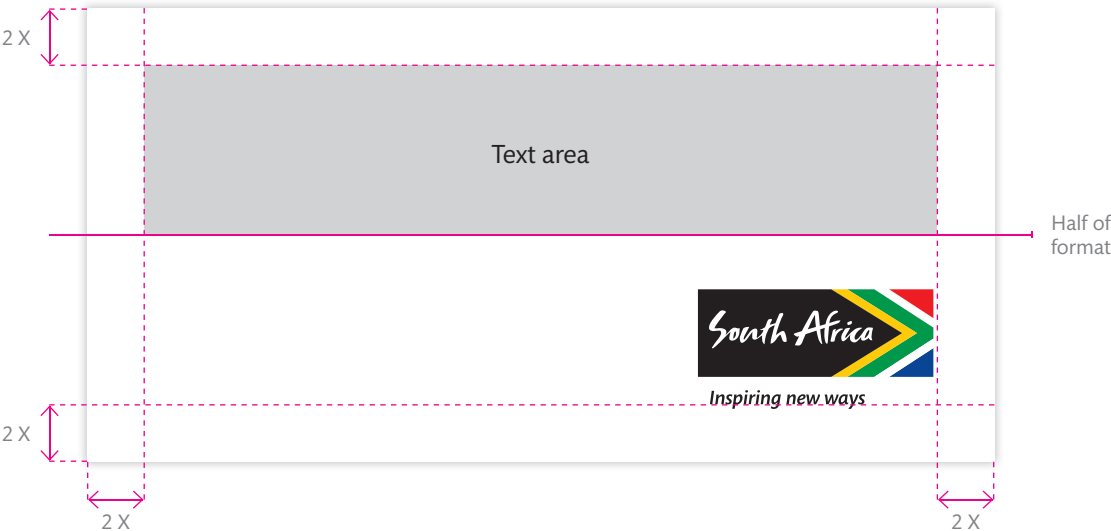 2 X
Text area
Half of
format
South Africa
Inspiring new ways
2 X
2 X
2 X